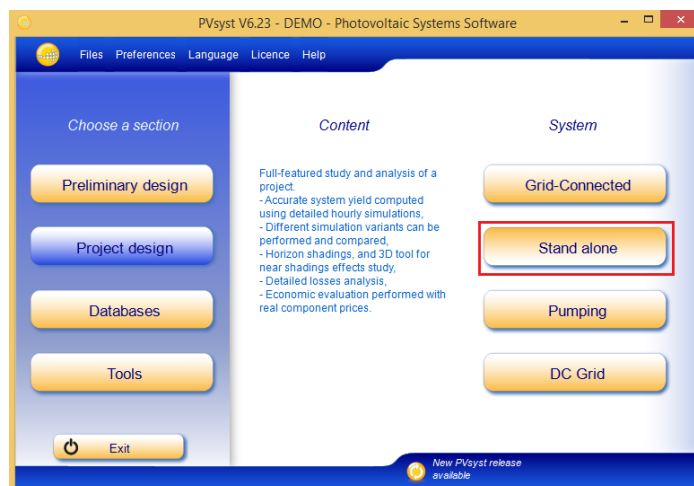 PVsyst V6.23 - DEMO - Photovoltaic Systems Software
Files Preferences Language Licence Help
Choose a section
Preliminary design
Project design
Databases
Tools
Exit
Content
Full-featured study and analysis of a
project.
- Accurate system yield computed
using detailed hourly simulations,
- Different simulation variants can be
performed and compared,
- Horizon shadings, and 3D tool for
near shadings effects study,
- Detailed losses analysis,
- Economic evaluation performed with
real component prices.
System
Grid-Connected
Stand alone
Pumping
DC Grid
New PVsyst release
available